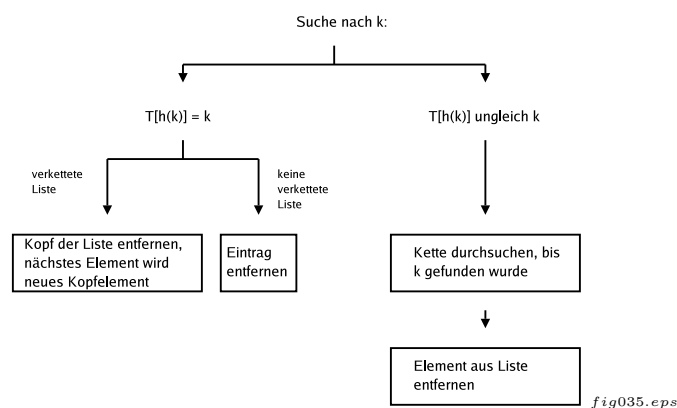 Suche nach k:
T[h(k)] = k
T[h(k)] ungleich k
verkettete
Liste
keine
verkettete
Liste
Kopf der Liste entfernen,
nächstes Element wird
neues Kopfelement
Eintrag
entfernen
Kette durchsuchen, bis
k gefunden wurde
Element aus Liste
entfernen
fig035.eps